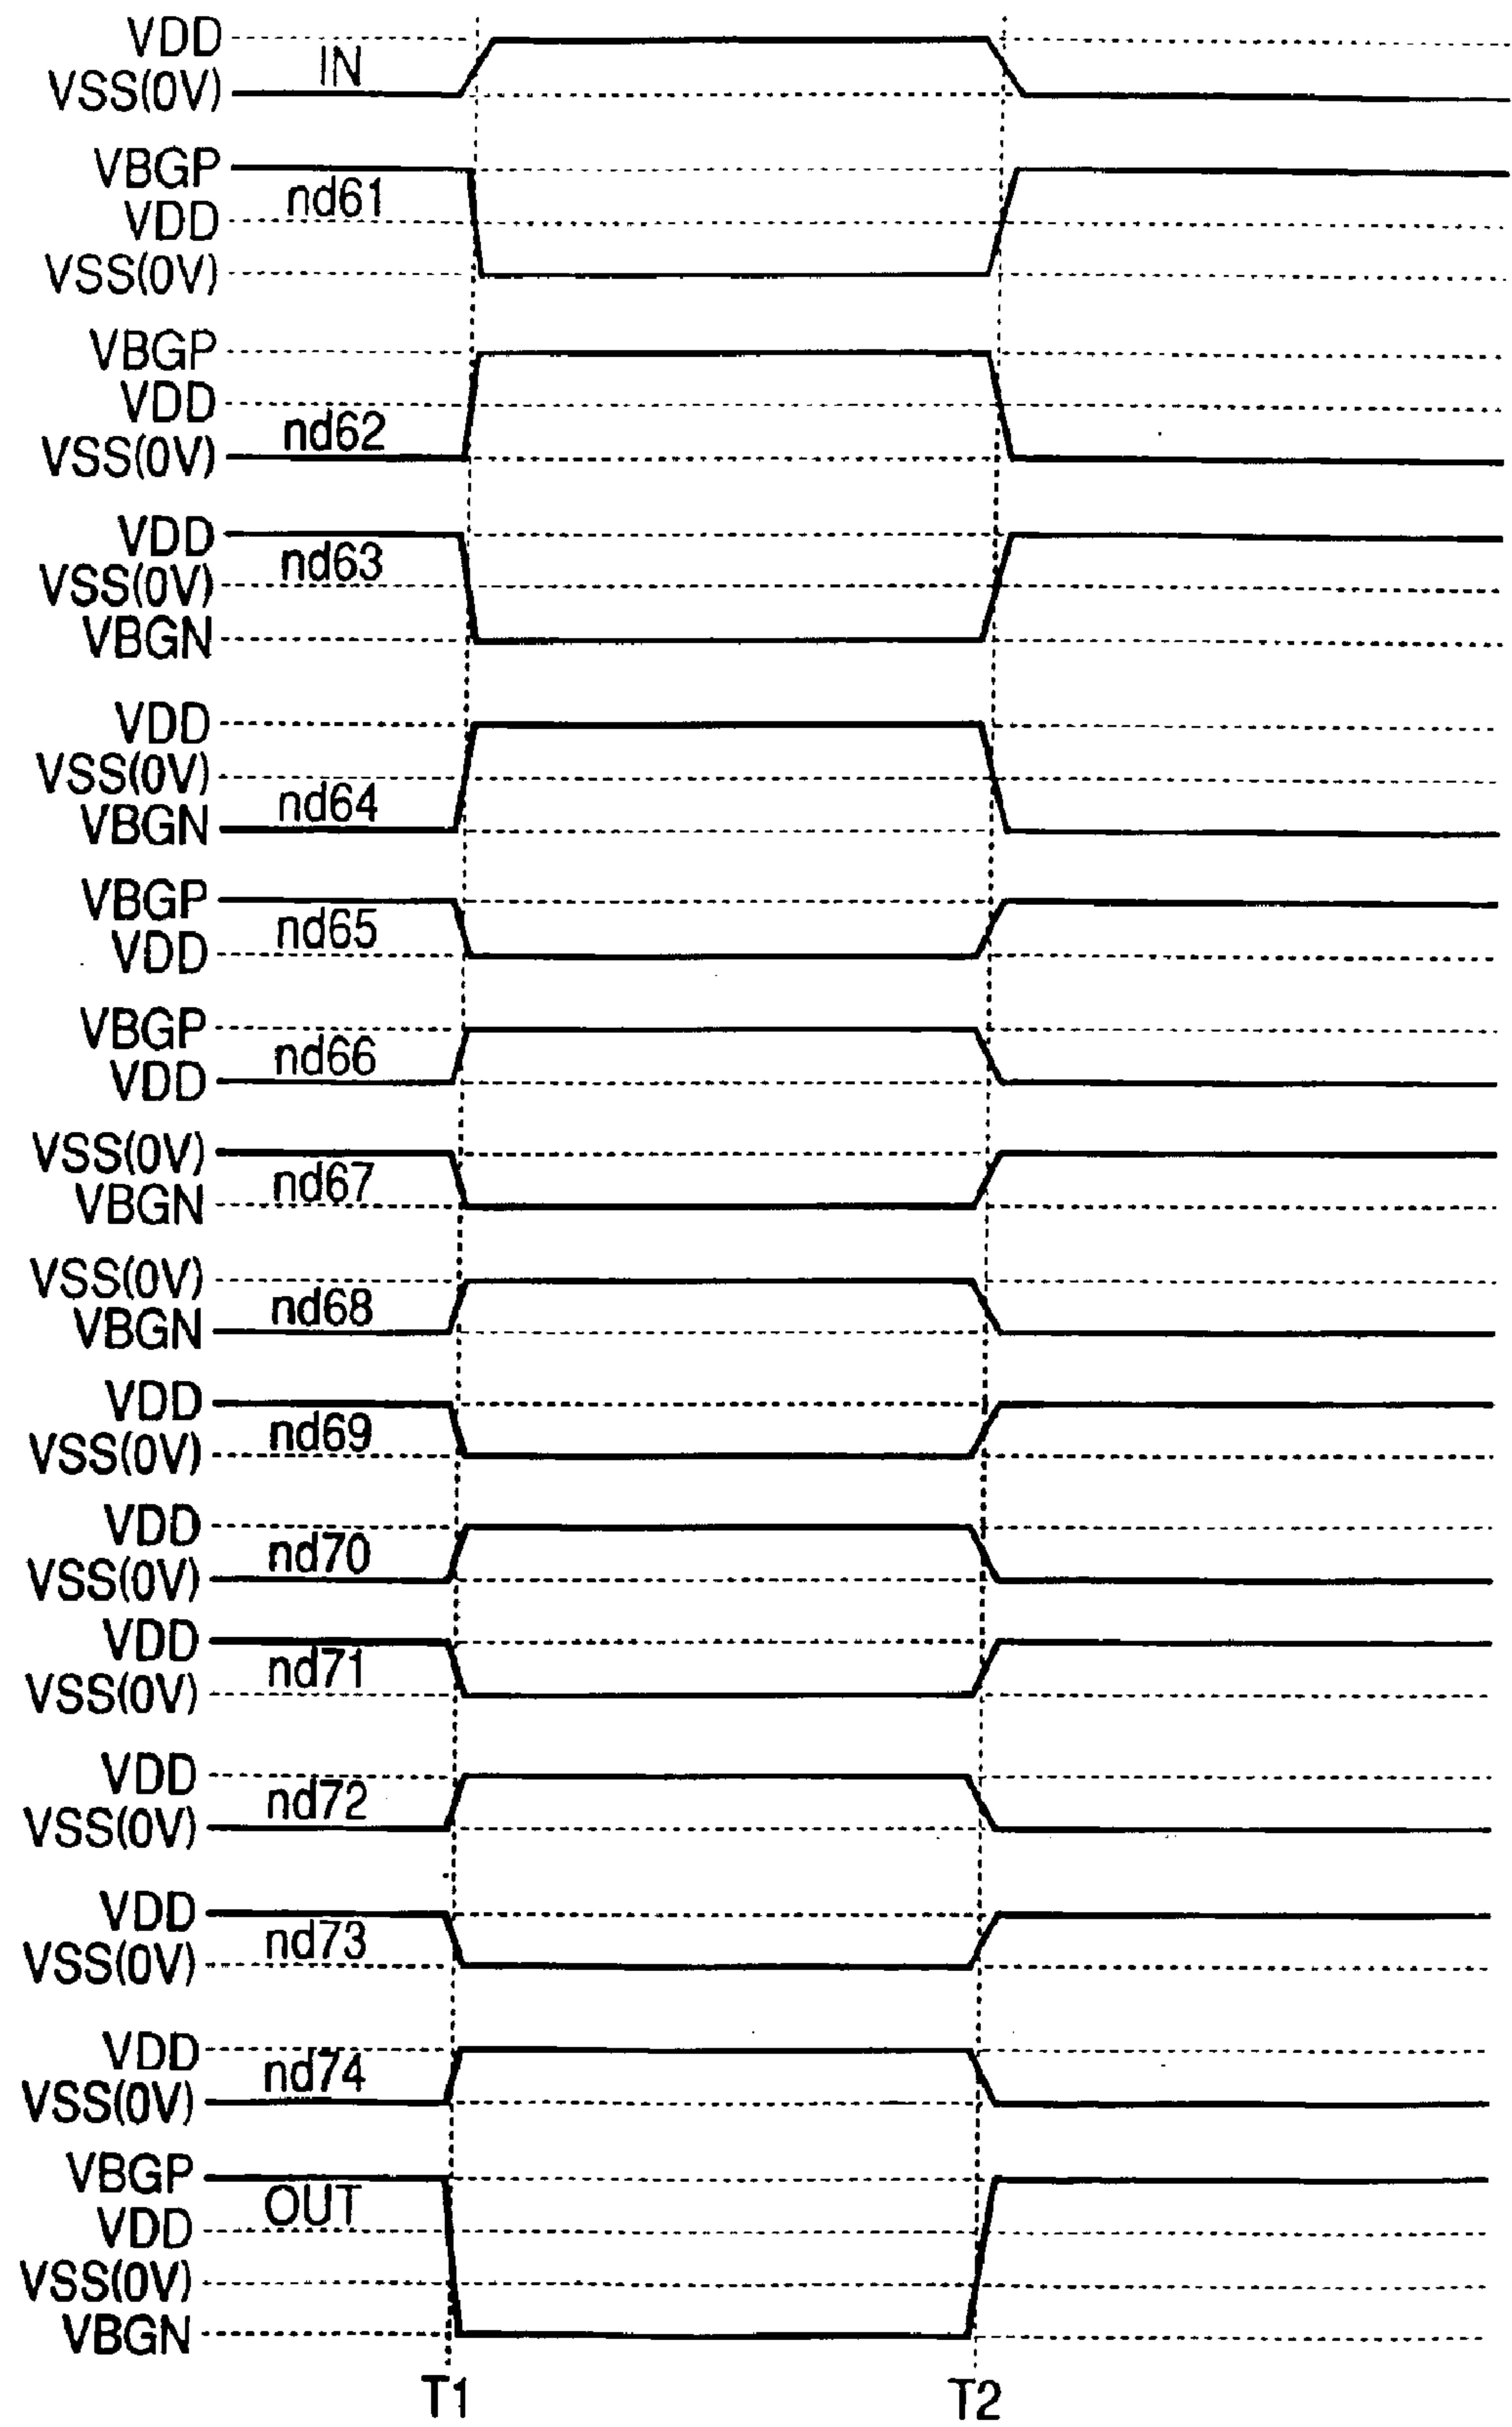 VDD
IN
VSS(0V)
VBGP
nd61
VDD
VSS(0V)
VBGP
VDD
nd62
VSS(0V)
VDD
nd63
VSS(0V)
VBGN
VDD
VSS(0V)
nd64
VBGN
VBGP
nd65
VDD
VBGP
nd66
VDD
VSS(0V)
nd67
VBGN
VSS(0V)
nd68
VBGN
VDD
nd69
VSS(0V)
VDD
nd70
VSS(0V)
VDD
nd71
VSS(0V)
VDD
nd72
VSS(0V)
VDD
nd73
VSS(0V)
VDD
nd74
VSS(0V)
VBGP
OUT
VDD
VSS(0V)
VBGN
T1 T2